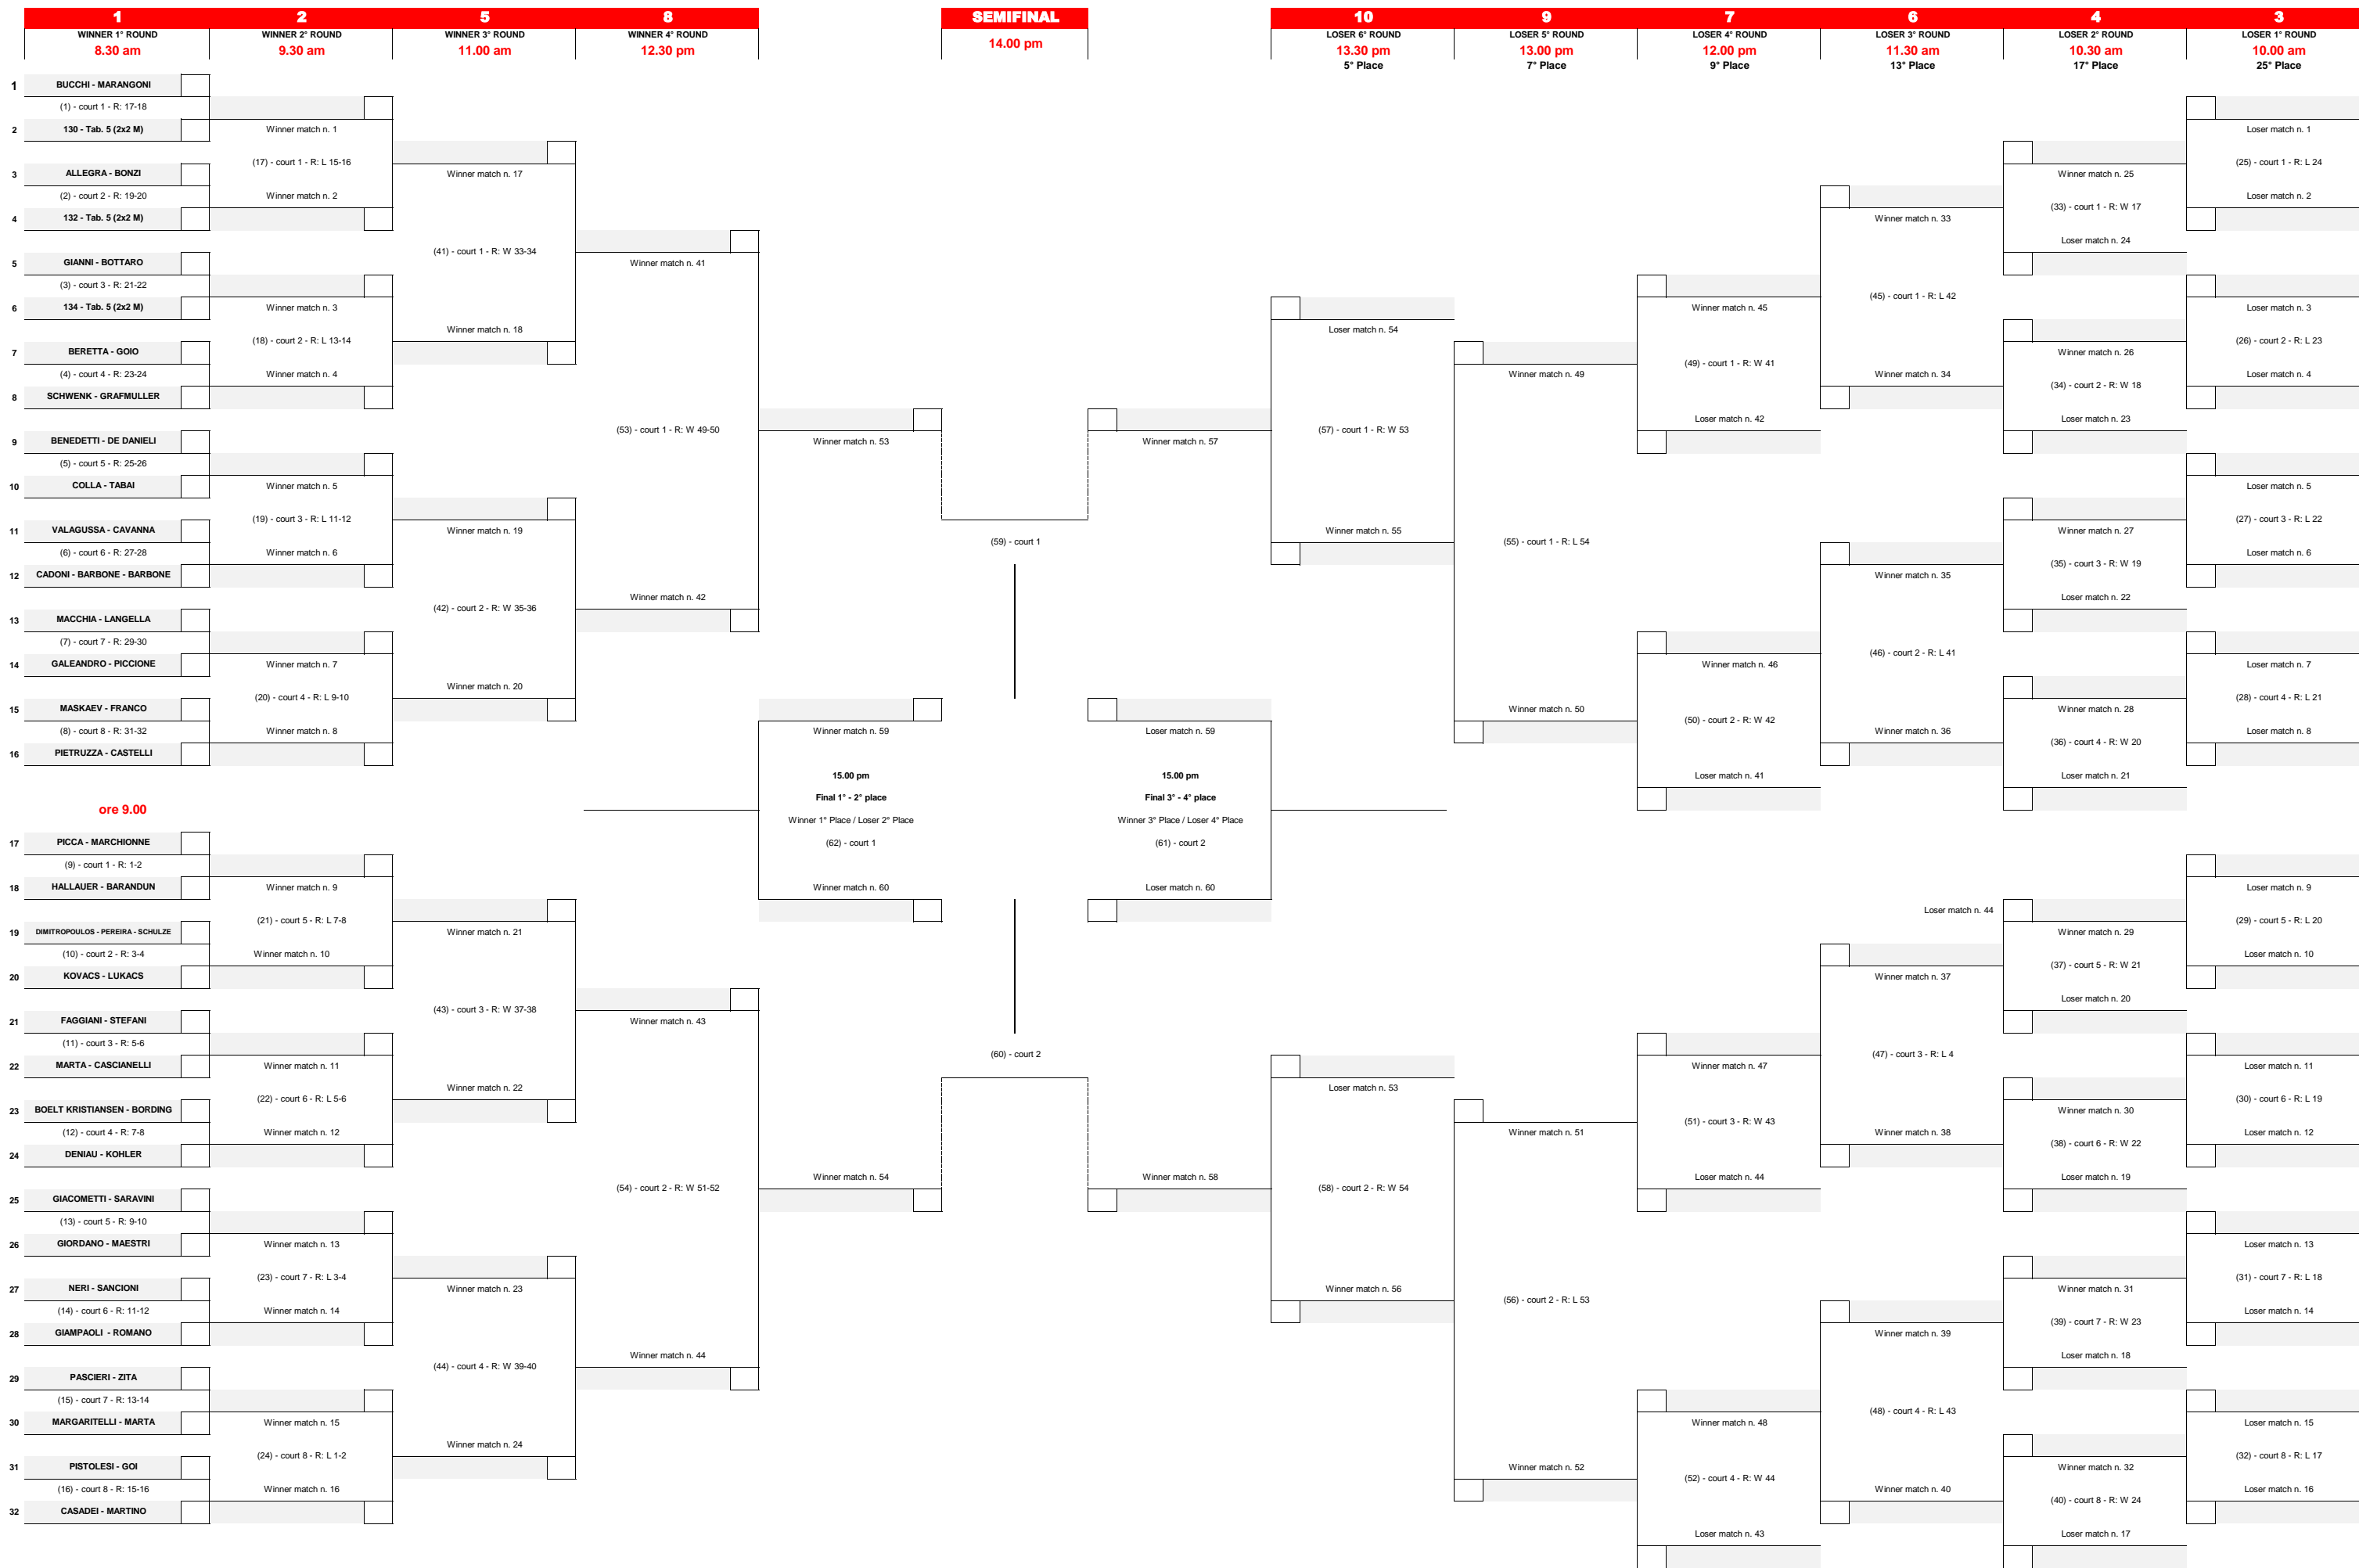 1
WINNER 1° ROUND
8.30 am
2
WINNER 2° ROUND
9.30 am
5
WINNER 3° ROUND
11.00 am
8
WINNER 4° ROUND
12.30 pm
SEMIFINAL
14.00 pm
10
LOSER 6° ROUND
13.30 pm
5° Place
9
LOSER 5° ROUND
13.00 pm
7° Place
7
LOSER 4° ROUND
12.00 pm
9° Place
6
LOSER 3° ROUND
11.30 am
13° Place
4
LOSER 2° ROUND
10.30 am
17° Place
3
LOSER 1° ROUND
10.00 am
25° Place
1 BUCCHI - MARANGONI
(1) - court 1 - R: 17-18
2 130 - Tab. 5 (2x2 M)
3 ALLEGRA - BONZI
(2) - court 2 - R: 19-20
4 132 - Tab. 5 (2x2 M)
5 GIANNI - BOTTARO
(3) - court 3 - R: 21-22
6 134 - Tab. 5 (2x2 M)
7 BERETTA - GOIO
(4) - court 4 - R: 23-24
8 SCHWENK - GRAFMULLER
9 BENEDETTI - DE DANIELI
(5) - court 5 - R: 25-26
10 COLLA - TABAI
11 VALAGUSSA - CAVANNA
(6) - court 6 - R: 27-28
12 CADONI - BARBONE - BARBONE
13 MACCHIA - LANGELLA
(7) - court 7 - R: 29-30
14 GALEANDRO - PICCIONE
15 MASKAEV - FRANCO
(8) - court 8 - R: 31-32
16 PIETRUZZA - CASTELLI
ore 9.00
17 PICCA - MARCHIONNE
(9) - court 1 - R: 1-2
18 HALLAUER - BARANDUN
19 DIMITROPOULOS - PEREIRA - SCHULZE
(10) - court 2 - R: 3-4
20 KOVACS - LUKACS
21 FAGGIANI - STEFANI
(11) - court 3 - R: 5-6
22 MARTA - CASCIANELLI
23 BOELT KRISTIANSEN - BORDING
(12) - court 4 - R: 7-8
24 DENIAU - KOHLER
25 GIACOMETTI - SARAVINI
(13) - court 5 - R: 9-10
26 GIORDANO - MAESTRI
27 NERI - SANCIONI
(14) - court 6 - R: 11-12
28 GIAMPAOLI - ROMANO
29 PASCIERI - ZITA
(15) - court 7 - R: 13-14
30 MARGARITELLI - MARTA
31 PISTOLESI - GOI
(16) - court 8 - R: 15-16
32 CASADEI - MARTINO
Winner match n. 1
(17) - court 1 - R: L 15-16
Winner match n. 2
Winner match n. 3
(18) - court 2 - R: L 13-14
Winner match n. 4
Winner match n. 5
(19) - court 3 - R: L 11-12
Winner match n. 6
Winner match n. 7
(20) - court 4 - R: L 9-10
Winner match n. 8
Winner match n. 9
(21) - court 5 - R: L 7-8
Winner match n. 10
Winner match n. 11
(22) - court 6 - R: L 5-6
Winner match n. 12
Winner match n. 13
(23) - court 7 - R: L 3-4
Winner match n. 14
Winner match n. 15
(24) - court 8 - R: L 1-2
Winner match n. 16
Winner match n. 17
(41) - court 1 - R: W 33-34
Winner match n. 18
Winner match n. 19
(42) - court 2 - R: W 35-36
Winner match n. 20
Winner match n. 21
(43) - court 3 - R: W 37-38
Winner match n. 22
Winner match n. 23
(44) - court 4 - R: W 39-40
Winner match n. 24
Winner match n. 41
(53) - court 1 - R: W 49-50
Winner match n. 42
Winner match n. 43
(54) - court 2 - R: W 51-52
Winner match n. 44
Winner match n. 53
Winner match n. 59
15.00 pm
Final 1° - 2° place
Winner 1° Place / Loser 2° Place
(62) - court 1
Winner match n. 60
Winner match n. 54
(59) - court 1
(60) - court 2
Winner match n. 57
Loser match n. 59
15.00 pm
Final 3° - 4° place
Winner 3° Place / Loser 4° Place
(61) - court 2
Loser match n. 60
Winner match n. 58
Loser match n. 54
(57) - court 1 - R: W 53
Winner match n. 55
Loser match n. 53
(58) - court 2 - R: W 54
Winner match n. 56
Winner match n. 49
(55) - court 1 - R: L 54
Winner match n. 50
Winner match n. 51
(56) - court 2 - R: L 53
Winner match n. 52
Winner match n. 45
(49) - court 1 - R: W 41
Loser match n. 42
Winner match n. 46
(50) - court 2 - R: W 42
Loser match n. 41
Winner match n. 47
(51) - court 3 - R: W 43
Loser match n. 44
Winner match n. 48
(52) - court 4 - R: W 44
Loser match n. 43
Winner match n. 33
(45) - court 1 - R: L 42
Winner match n. 34
Winner match n. 35
(46) - court 2 - R: L 41
Winner match n. 36
Loser match n. 44
Winner match n. 37
(47) - court 3 - R: L 4
Winner match n. 38
Winner match n. 39
(48) - court 4 - R: L 43
Winner match n. 40
Winner match n. 25
(33) - court 1 - R: W 17
Loser match n. 24
Winner match n. 26
(34) - court 2 - R: W 18
Loser match n. 23
Winner match n. 27
(35) - court 3 - R: W 19
Loser match n. 22
Winner match n. 28
(36) - court 4 - R: W 20
Loser match n. 21
Winner match n. 29
(37) - court 5 - R: W 21
Loser match n. 20
Winner match n. 30
(38) - court 6 - R: W 22
Loser match n. 19
Winner match n. 31
(39) - court 7 - R: W 23
Loser match n. 18
Winner match n. 32
(40) - court 8 - R: W 24
Loser match n. 17
Loser match n. 1
(25) - court 1 - R: L 24
Loser match n. 2
Loser match n. 3
(26) - court 2 - R: L 23
Loser match n. 4
Loser match n. 5
(27) - court 3 - R: L 22
Loser match n. 6
Loser match n. 7
(28) - court 4 - R: L 21
Loser match n. 8
Loser match n. 9
(29) - court 5 - R: L 20
Loser match n. 10
Loser match n. 11
(30) - court 6 - R: L 19
Loser match n. 12
Loser match n. 13
(31) - court 7 - R: L 18
Loser match n. 14
Loser match n. 15
(32) - court 8 - R: L 17
Loser match n. 16